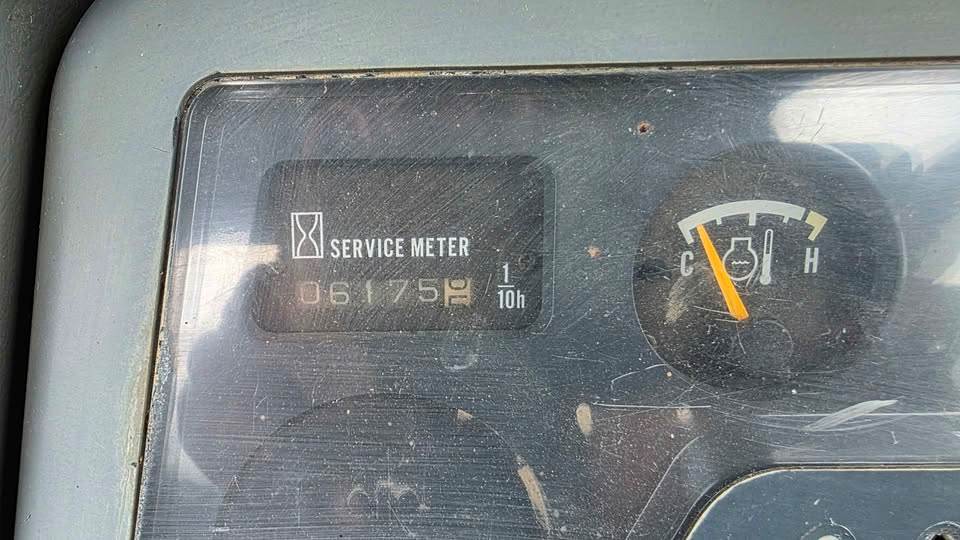 SERVICE METER
06175
1
10h
C
H